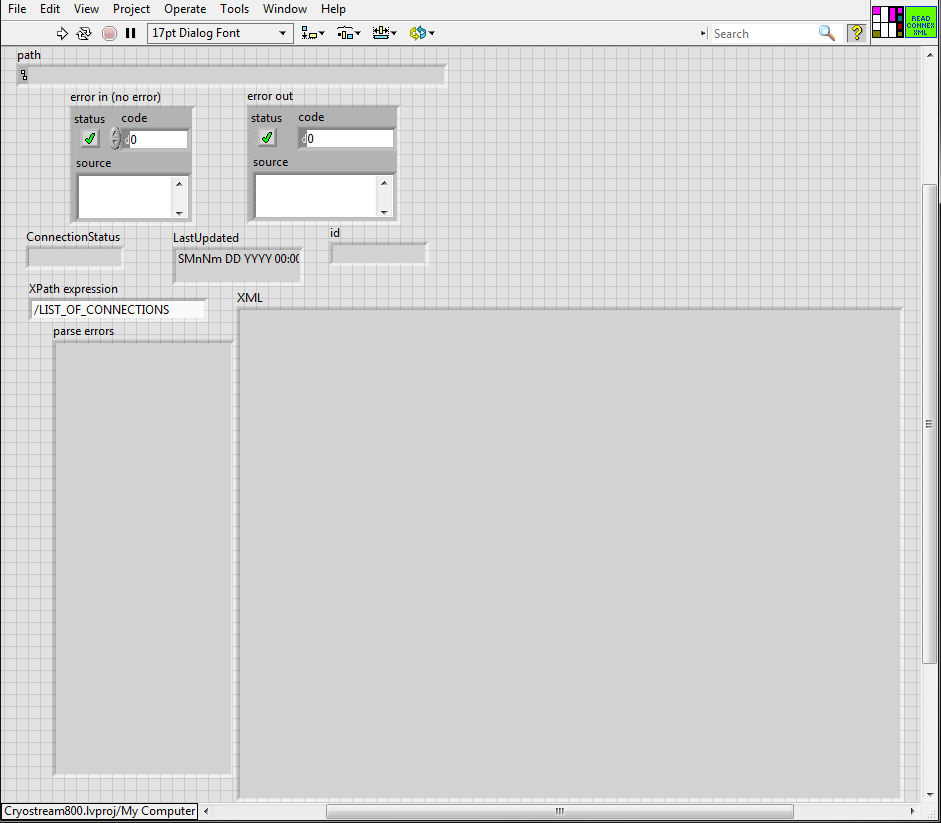 File Edit View Project Operate Tools Window Help
17pt Dialog Font
Search
?
READ
CONNEX
XML
path
error in (no error)
error out
status code
status code
0
0
source
source
ConnectionStatus
LastUpdated
id
SMnNm DD YYYY 00:00
XPath expression
XML
/LIST_OF_CONNECTIONS
parse errors
Cryostream800.lvproj/My Computer